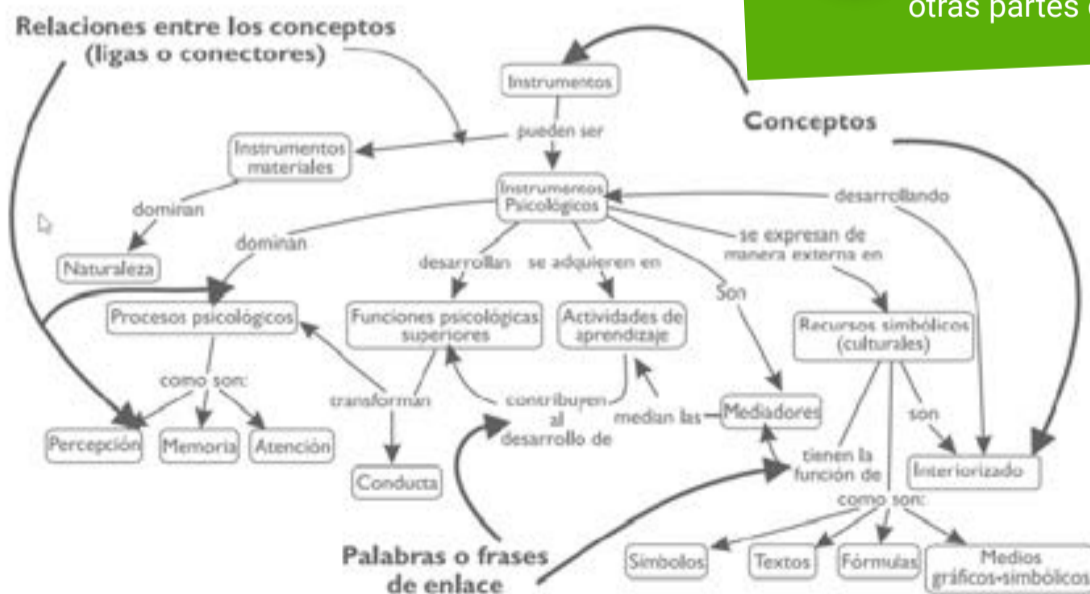 otras partes
Relaciones entre los conceptos
(ligas o conectores)
Instrumentos
Conceptos
pueden ser
Instrumentos
materiales
Instrumentos
Psicológicos
desarrollando
dominan
dominan
se expresan de
manera externa en
Naturaleza
desarrollan
se adquieren en
Son
Procesos psicológicos
Funciones psicológicas
superiores
Actividades de
aprendizaje
Recursos simbólicos
(culturales)
como son:
transforman
contribuyen
al
desarrollo de
median las
Mediadores
son
Percepción
Memoria
Atención
tienen la
función de
Interiorizado
Conducta
como son:
Palabras o frases
de enlace
Símbolos
Textos
Fórmulas
Medios
gráficos-simbólicos